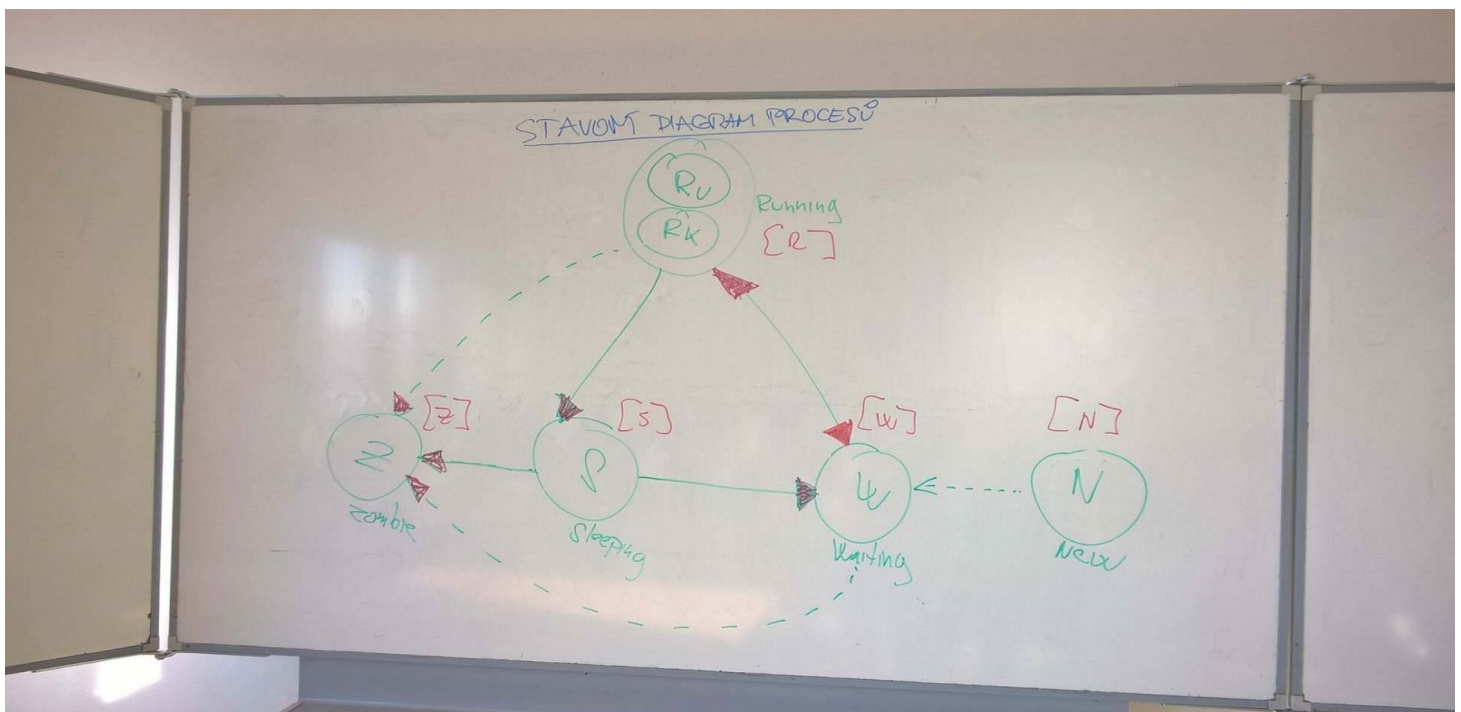 STAVOVÝ DIAGRAM PROCESŮ
RU
RK
Running
[R]
[Z]
[S]
[W]
[N]
Z
S
W
N
Zombie
Sleeping
Waiting
New